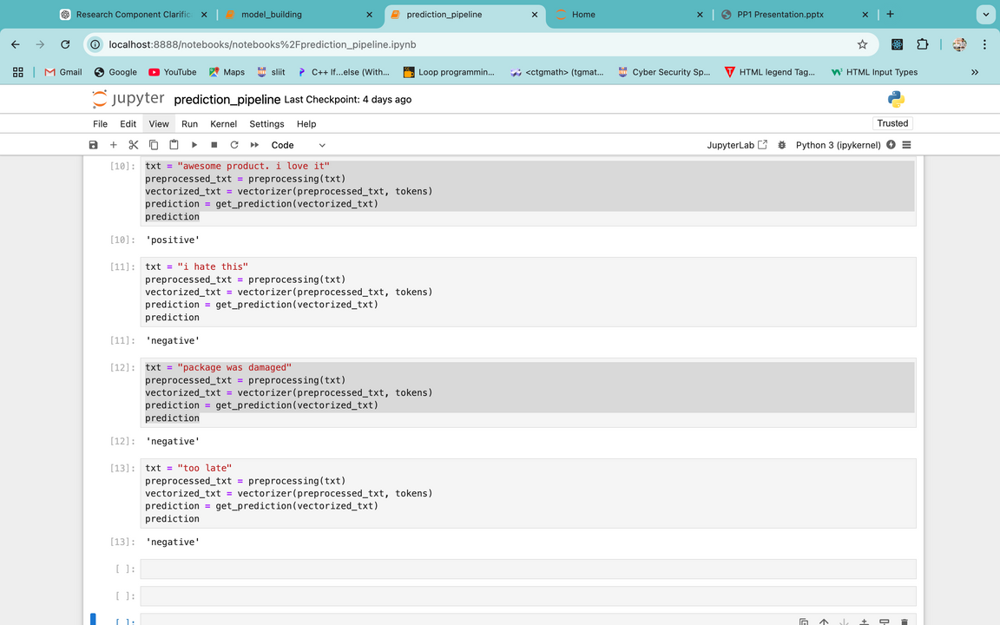 Research Component Clarific
model_building
prediction_pipeline
Home
PP1 Presentation.pptx
localhost:8888/notebooks/notebooks%2Fprediction_pipeline.ipynb
Gmail
Google
YouTube
Maps
sliit
C++ If...else (With...
Loop programmin...
<ctgmath> (tgmat...
Cyber Security Sp...
HTML legend Tag...
HTML Input Types
jupyter prediction_pipeline Last Checkpoint: 4 days ago
File Edit View Run Kernel Settings Help
Trusted
Code
JupyterLab
Python 3 (ipykernel)
[10]: txt = "awesome product. i love it"
preprocessed_txt = preprocessing(txt)
vectorized_txt = vectorizer(preprocessed_txt, tokens)
prediction = get_prediction(vectorized_txt)
prediction
[10]: 'positive'
[11]: txt = "i hate this"
preprocessed_txt = preprocessing(txt)
vectorized_txt = vectorizer(preprocessed_txt, tokens)
prediction = get_prediction(vectorized_txt)
prediction
[11]: 'negative'
[12]: txt = "package was damaged"
preprocessed_txt = preprocessing(txt)
vectorized_txt = vectorizer(preprocessed_txt, tokens)
prediction = get_prediction(vectorized_txt)
prediction
[12]: 'negative'
[13]: txt = "too late"
preprocessed_txt = preprocessing(txt)
vectorized_txt = vectorizer(preprocessed_txt, tokens)
prediction = get_prediction(vectorized_txt)
prediction
[13]: 'negative'
[ ]:
[ ]:
[ ]: